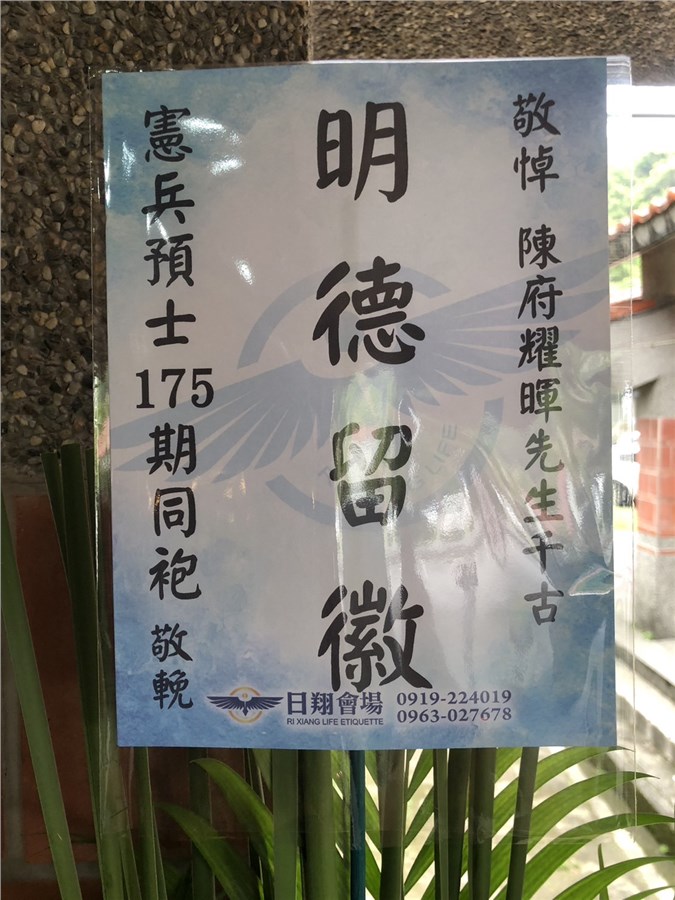 敬悼 陳府耀暉先生千古
明德留徽
憲兵預士175期同袍 敬輓
日翔會場
RI XIANG LIFE ETIQUETTE
0919-224019
0963-027678